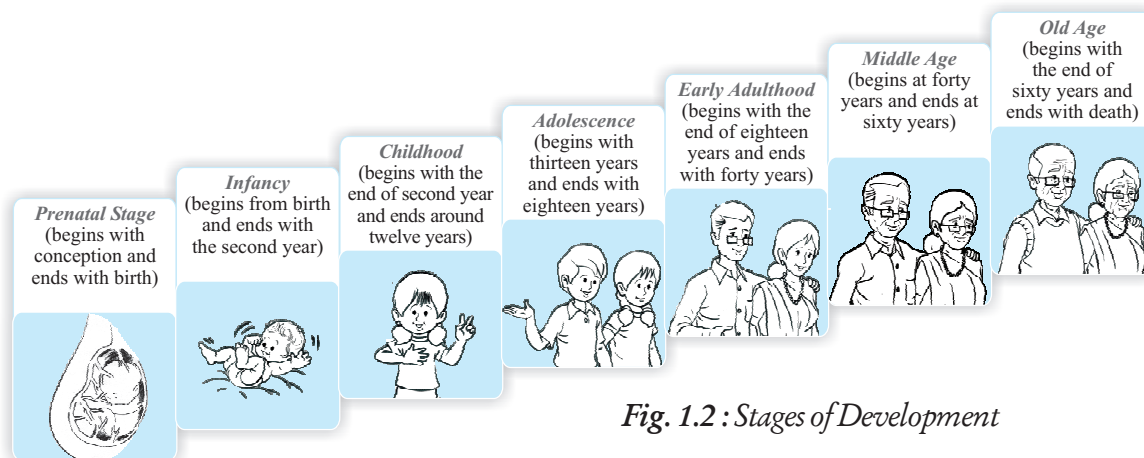 Prenatal Stage
(begins with
conception and
ends with birth)
Infancy
(begins from birth
and ends with
the second year)
Childhood
(begins with the
end of second year
and ends around
twelve years)
Adolescence
(begins with
thirteen years
and ends with
eighteen years)
Early Adulthood
(begins with the
end of eighteen
years and ends
with forty years)
Middle Age
(begins at forty
years and ends at
sixty years)
Old Age
(begins with
the end of
sixty years and
ends with death)
Fig. 1.2 : Stages of Development